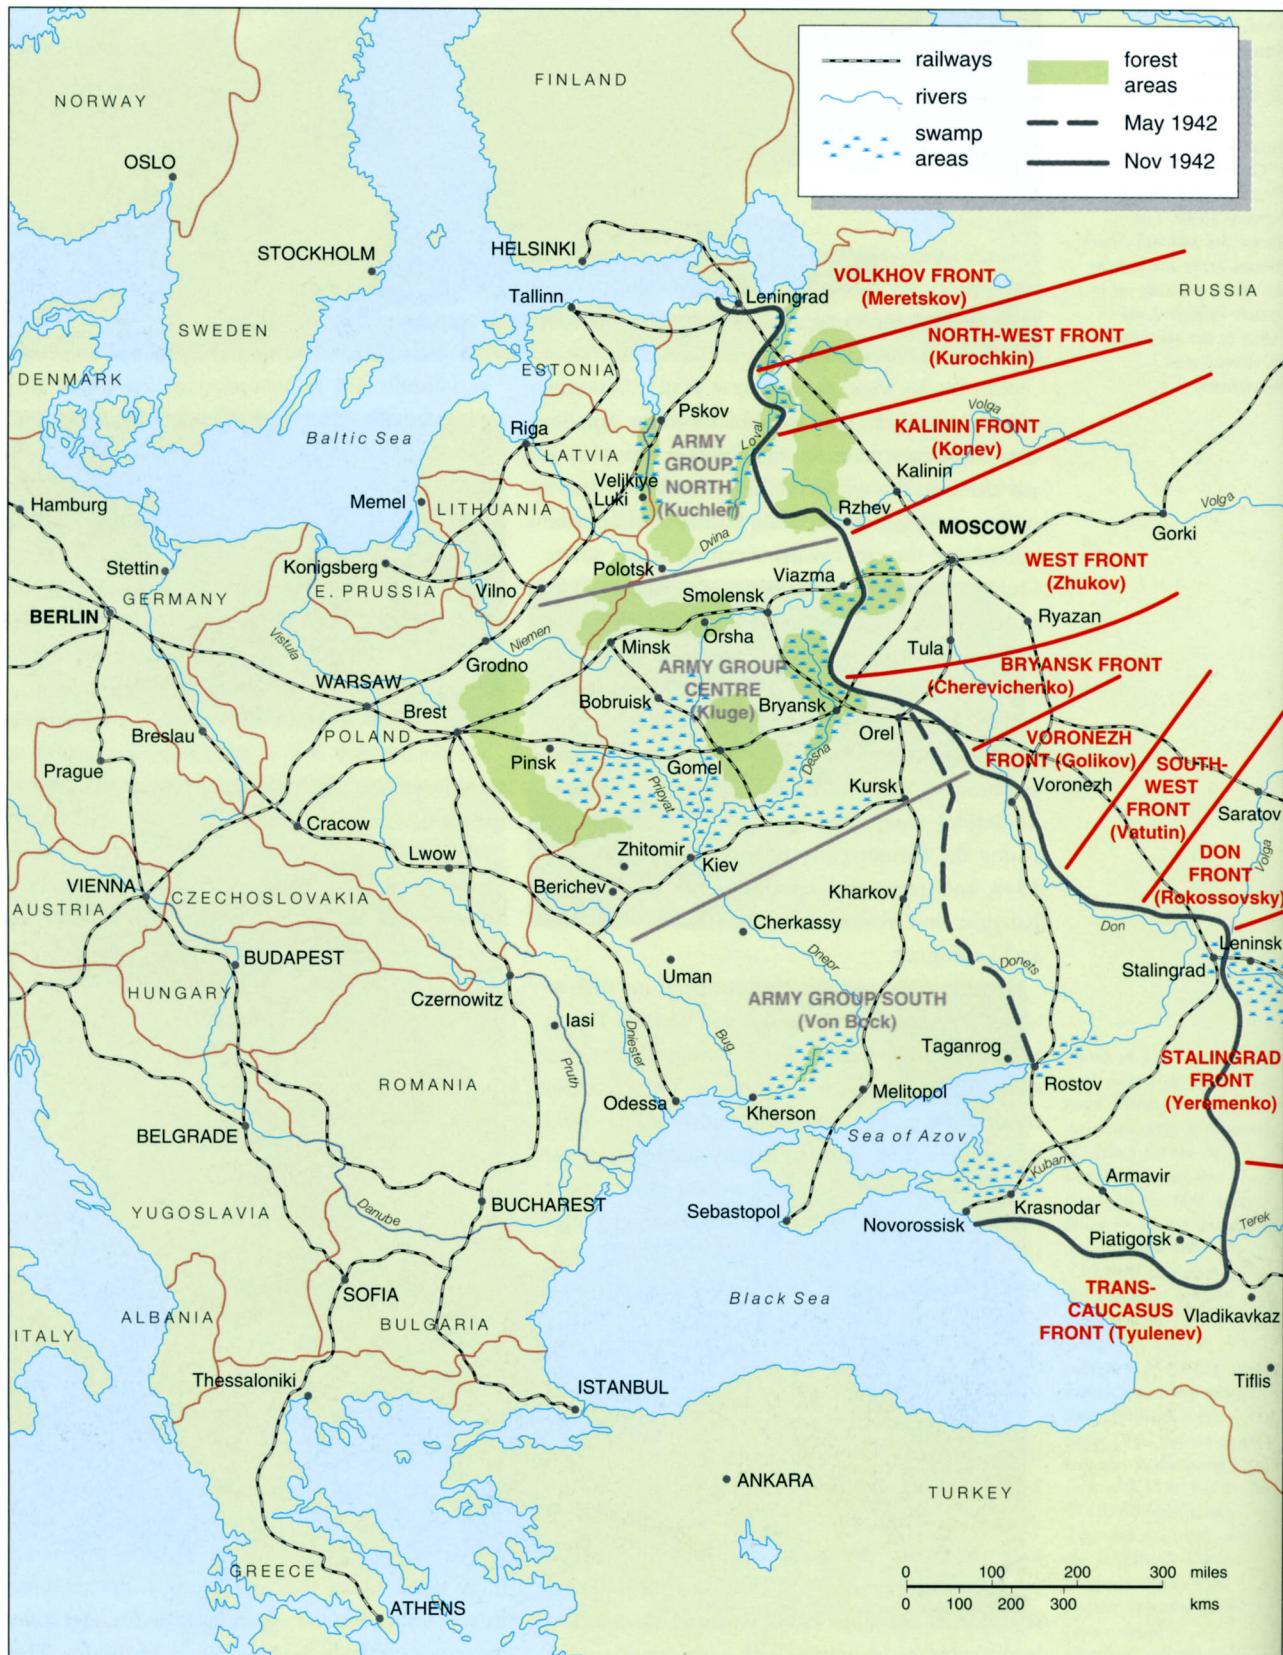 railways
rivers
swamp
areas
forest
areas
May 1942
Nov 1942
NORWAY
FINLAND
OSLO
STOCKHOLM
HELSINKI
Tallinn
Leningrad
VOLKHOV FRONT
(Meretskov)
RUSSIA
SWEDEN
NORTH-WEST FRONT
(Kurochkin)
DENMARK
ESTONIA
Pskov
Volga
KALININ FRONT
(Konev)
Baltic Sea
Riga
LATVIA
ARMY
GROUP
NORTH
(Kuchler)
Loval
Kalinin
Velikiye
Luki
Memel
LITHUANIA
Hamburg
Rzhev
MOSCOW
Volga
Gorki
Dvina
Stettin
Konigsberg
E. PRUSSIA
Vilno
Polotsk
Viazma
WEST FRONT
(Zhukov)
BERLIN
GERMANY
Smolensk
Ryazan
Vistula
Niemen
Orsha
Minsk
Tula
Grodno
ARMY GROUP
CENTRE
(Kluge)
BRYANSK FRONT
(Cherevichenko)
WARSAW
Brest
Bobruisk
Bryansk
Orel
POLAND
Breslau
Prague
Pinsk
Gomel
Desna
VORONEZH
FRONT (Golikov)
SOUTH-
WEST
FRONT
(Vatutin)
Pripyat
Kursk
Voronezh
Saratov
Cracow
Lwow
Zhitomir
Kiev
DON
FRONT
(Rokossovsky)
Volga
VIENNA
CZECHOSLOVAKIA
AUSTRIA
Berichev
Kharkov
Cherkassy
Don
Leninsk
BUDAPEST
Uman
Dnepr
Donets
Stalingrad
HUNGARY
Czernowitz
ARMY GROUP SOUTH
(Von Bock)
Iasi
Dniester
Bug
Taganrog
STALINGRAD
FRONT
(Yeremenko)
ROMANIA
Pruth
Rostov
Odessa
Kherson
Melitopol
BELGRADE
Sea of Azov
Kuban
Armavir
YUGOSLAVIA
Danube
BUCHAREST
Sebastopol
Krasnodar
Novorossisk
Piatigorsk
Terek
SOFIA
Black Sea
TRANS-
CAUCASUS
FRONT (Tyulenev)
Vladikavkaz
ALBANIA
ITALY
BULGARIA
Thessaloniki
ISTANBUL
Tiflis
ANKARA
TURKEY
GREECE
ATHENS
0 100 200 300 miles
0 100 200 300 kms